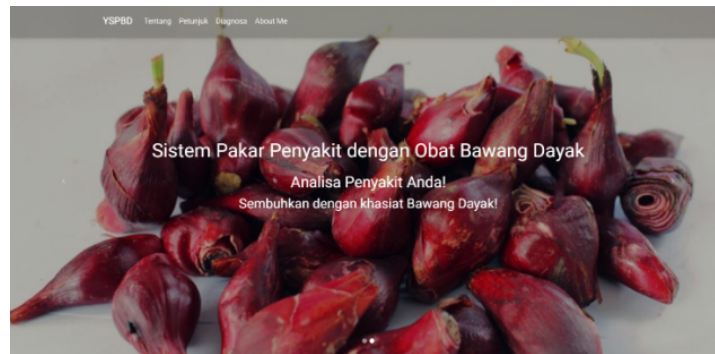 YSPBD Tentang Petunjuk Diagnosa About Me
Sistem Pakar Penyakit dengan Obat Bawang Dayak
Analisa Penyakit Anda!
Sembuhkan dengan khasiat Bawang Dayak!